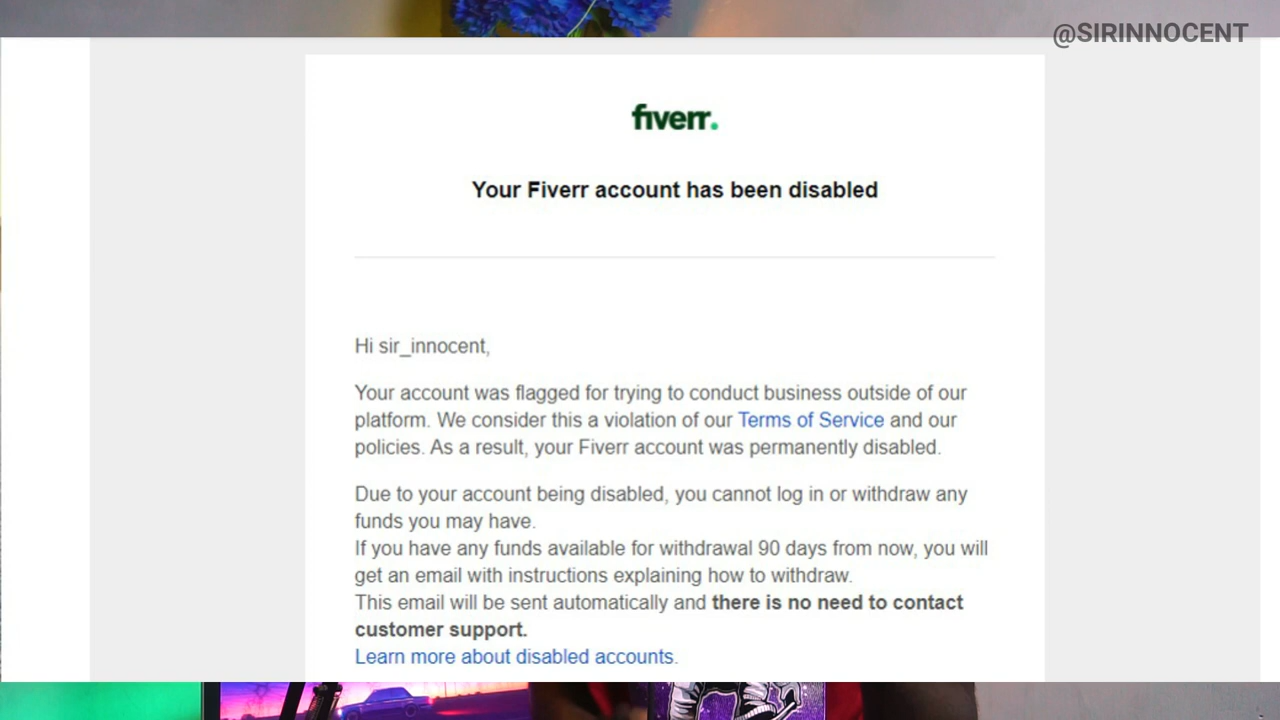 @SIRINNOCENT
fiverr.
Your Fiverr account has been disabled
Hi sir_innocent,
Your account was flagged for trying to conduct business outside of our
platform. We consider this a violation of our Terms of Service and our
policies. As a result, your Fiverr account was permanently disabled.
Due to your account being disabled, you cannot log in or withdraw any
funds you may have.
If you have any funds available for withdrawal 90 days from now, you will
get an email with instructions explaining how to withdraw.
This email will be sent automatically and there is no need to contact
customer support.
Learn more about disabled accounts.